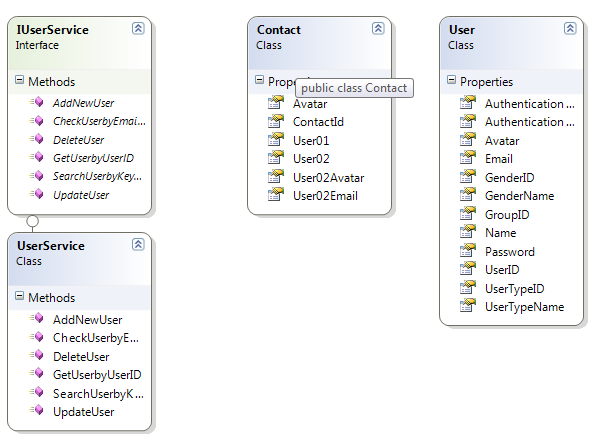 IUserService
Interface
Methods
AddNewUser
CheckUserbyEmai...
DeleteUser
GetUserbyUserID
SearchUserbyKey...
UpdateUser
UserService
Class
Methods
AddNewUser
CheckUserbyE...
DeleteUser
GetUserbyUserID
SearchUserbyK...
UpdateUser
Contact
Class
public class Contact
Avatar
ContactId
User01
User02
User02Avatar
User02Email
User
Class
Properties
Authentication ...
Authentication ...
Avatar
Email
GenderID
GenderName
GroupID
Name
Password
UserID
UserTypeID
UserTypeName